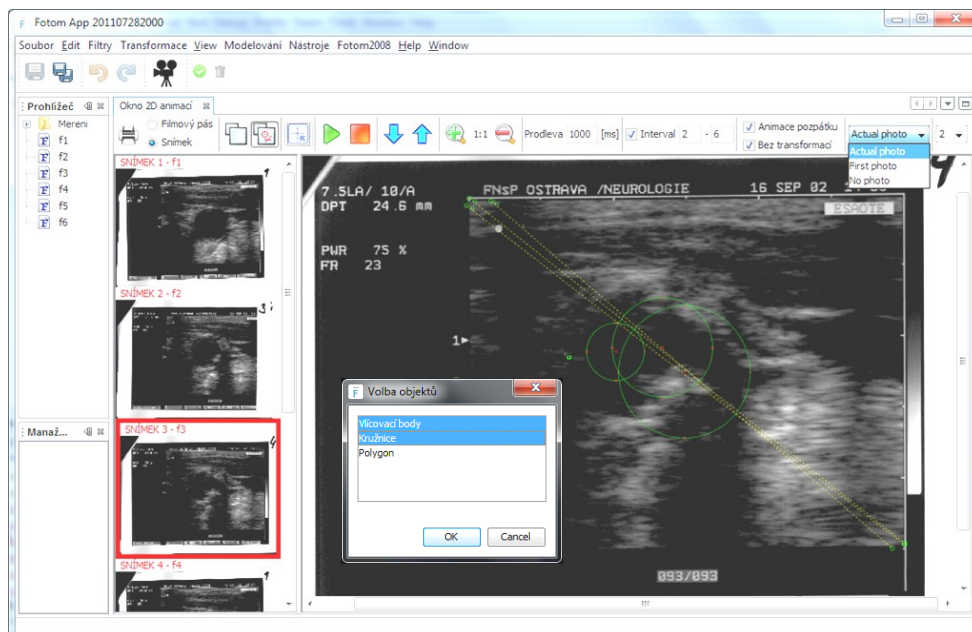 Fotom App 201107282000
Soubor Edit Filtry Transformace View Modelování Nástroje Fotom2008 Help Window
Prohlížeč
Mereni
f1
f2
f3
f4
f5
f6
Manaž...
Okno 2D animací
Filmový pás
Snímek
1:1
Prodleva 1000 [ms]
Interval 2 - 6
Animace pozpátku
Bez transformací
Actual photo
2
Actual photo
First photo
No photo
SNÍMEK 1 - f1
SNÍMEK 2 - f2
SNÍMEK 3 - f3
SNÍMEK 4 - f4
7.SLA/ 10/A FNsP OSTRAVA /NEUROLOGIE 16 SEP 02
DPT 24.6 mm
ESAOTE
PWR 75 %
FR 23
1
093/093
Volba objektů
Vlícovací body
Kružnice
Polygon
OK Cancel